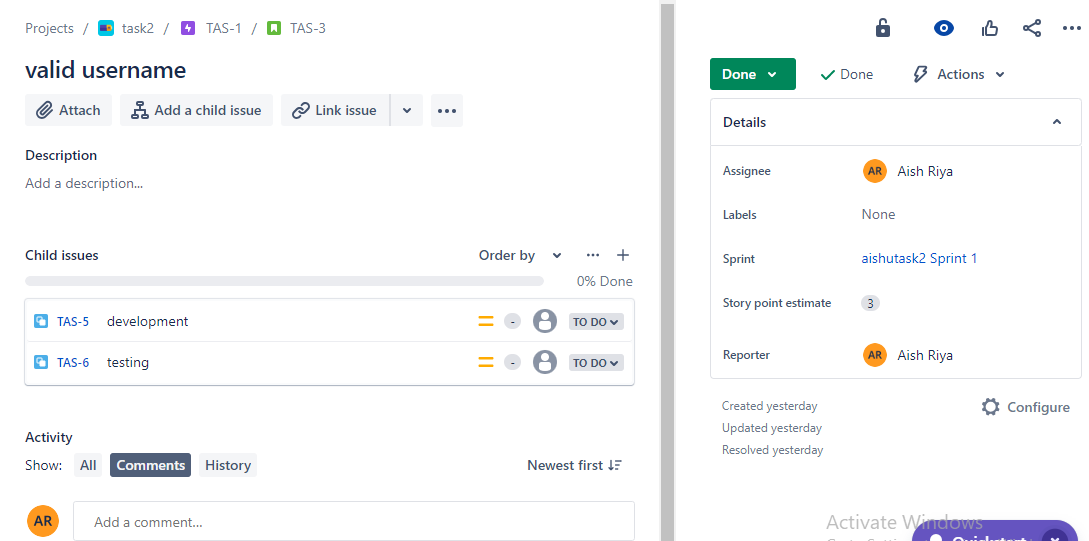 Projects / task2 / TAS-1 / TAS-3
valid username
Attach Add a child issue Link issue
Description
Add a description...
Child issues Order by
0% Done
TAS-5 development - TO DO
TAS-6 testing - TO DO
Activity
Show: All Comments History Newest first
AR Add a comment...
Done Done Actions
Details
Assignee AR Aish Riya
Labels None
Sprint aishutask2 Sprint 1
Story point estimate 3
Reporter AR Aish Riya
Created yesterday Configure
Updated yesterday
Resolved yesterday
Activate Windows